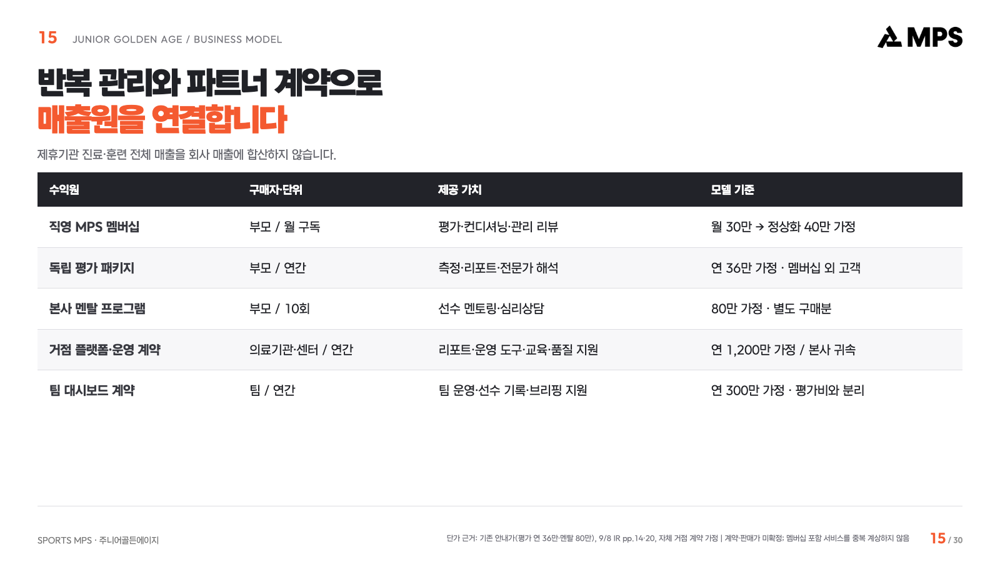 15 JUNIOR GOLDEN AGE / BUSINESS MODEL
MPS
반복 관리와 파트너 계약으로
매출원을 연결합니다
제휴기관 진료·훈련 전체 매출을 회사 매출에 합산하지 않습니다.
수익원 구매자·단위 제공 가치 모델 기준
직영 MPS 멤버십 부모 / 월 구독 평가·컨디셔닝·관리 리뷰 월 30만 → 정상화 40만 가정
독립 평가 패키지 부모 / 연간 측정·리포트·전문가 해석 연 36만 가정 · 멤버십 외 고객
본사 멘탈 프로그램 부모 / 10회 선수 멘토링·심리상담 80만 가정 · 별도 구매분
거점 플랫폼·운영 계약 의료기관·센터 / 연간 리포트·운영 도구·교육·품질 지원 연 1,200만 가정 / 본사 귀속
팀 대시보드 계약 팀 / 연간 팀 운영·선수 기록·브리핑 지원 연 300만 가정 · 평가비와 분리
SPORTS MPS · 주니어골든에이지
단가 근거: 기존 안내가(평가 연 36만·멘탈 80만), 9/8 IR pp.14·20, 자체 거점 계약 가정 | 계약·판매가 미확정; 멤버십 포함 서비스를 중복 계상하지 않음
15 / 30